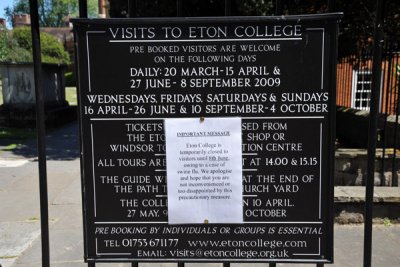 VISITS TO ETON COLLEGE
PRE BOOKED VISITORS ARE WELCOME
ON THE FOLLOWING DAYS
DAILY: 20 MARCH-15 APRIL &
27 JUNE - 8 SEPTEMBER 2009
WEDNESDAYS, FRIDAYS, SATURDAYS & SUNDAYS
16 APRIL-26 JUNE & 10 SEPTEMBER-4 OCTOBER
TICKETS SED FROM
THE E T SHOP OR
WINDSOR TO TION CENTRE
ALL TOURS ARE AT 14.00 & 15.15
THE GUIDE W AT THE END OF
THE PATH T URCH YARD
THE COLLE N 10 APRIL.
27 MAY, 9 OCTOBER
IMPORTANT MESSAGE
Eton College is
temporarily closed to
visitors until 8th June,
owing to a case of
swine flu. We apologise
and hope that you are
not inconvenienced or
too disappointed by this
precautionary measure.
PRE BOOKING BY INDIVIDUALS OR GROUPS IS ESSENTIAL
TEL 01753 671177 www.etoncollege.com
EMAIL: visits@etoncollege.org.uk